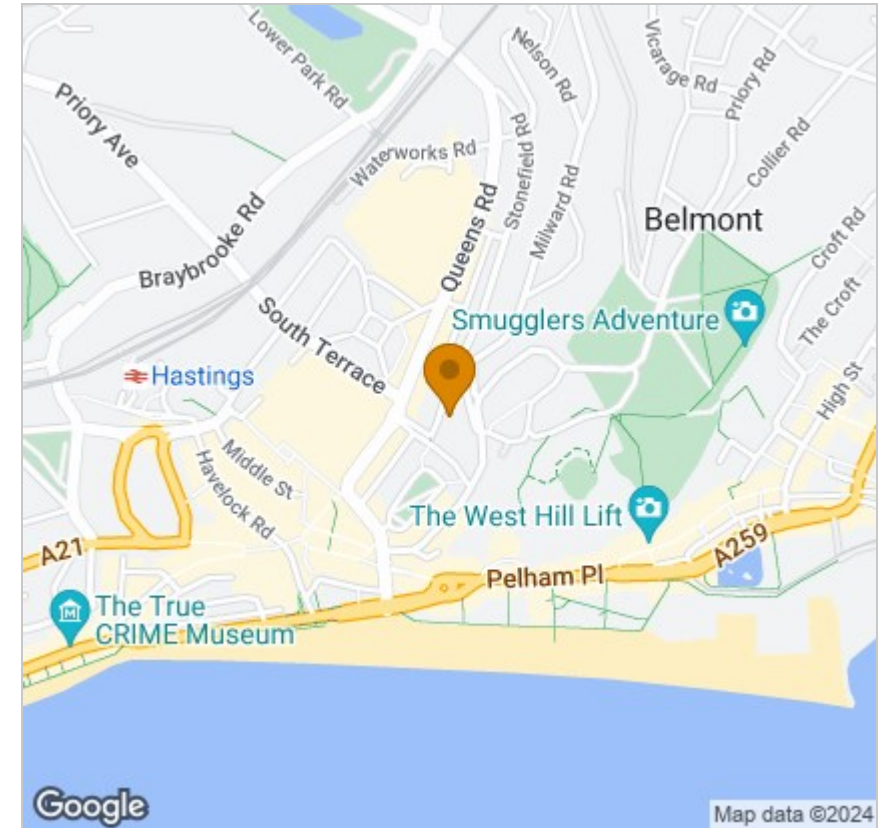 Lower Park Rd
Nelson Rd
Vicarage Rd
Priory Rd
Priory Ave
Waterworks Rd
Collier Rd
Stonefield Rd
Queens Rd
Milward Rd
Belmont
Braybrooke Rd
Croft Rd
South Terrace
Smugglers Adventure
The Croft
Hastings
High St
Middle St
Havelock Rd
The West Hill Lift
A21
A259
Pelham Pl
The True
CRIME Museum
Google
Map data ©2024